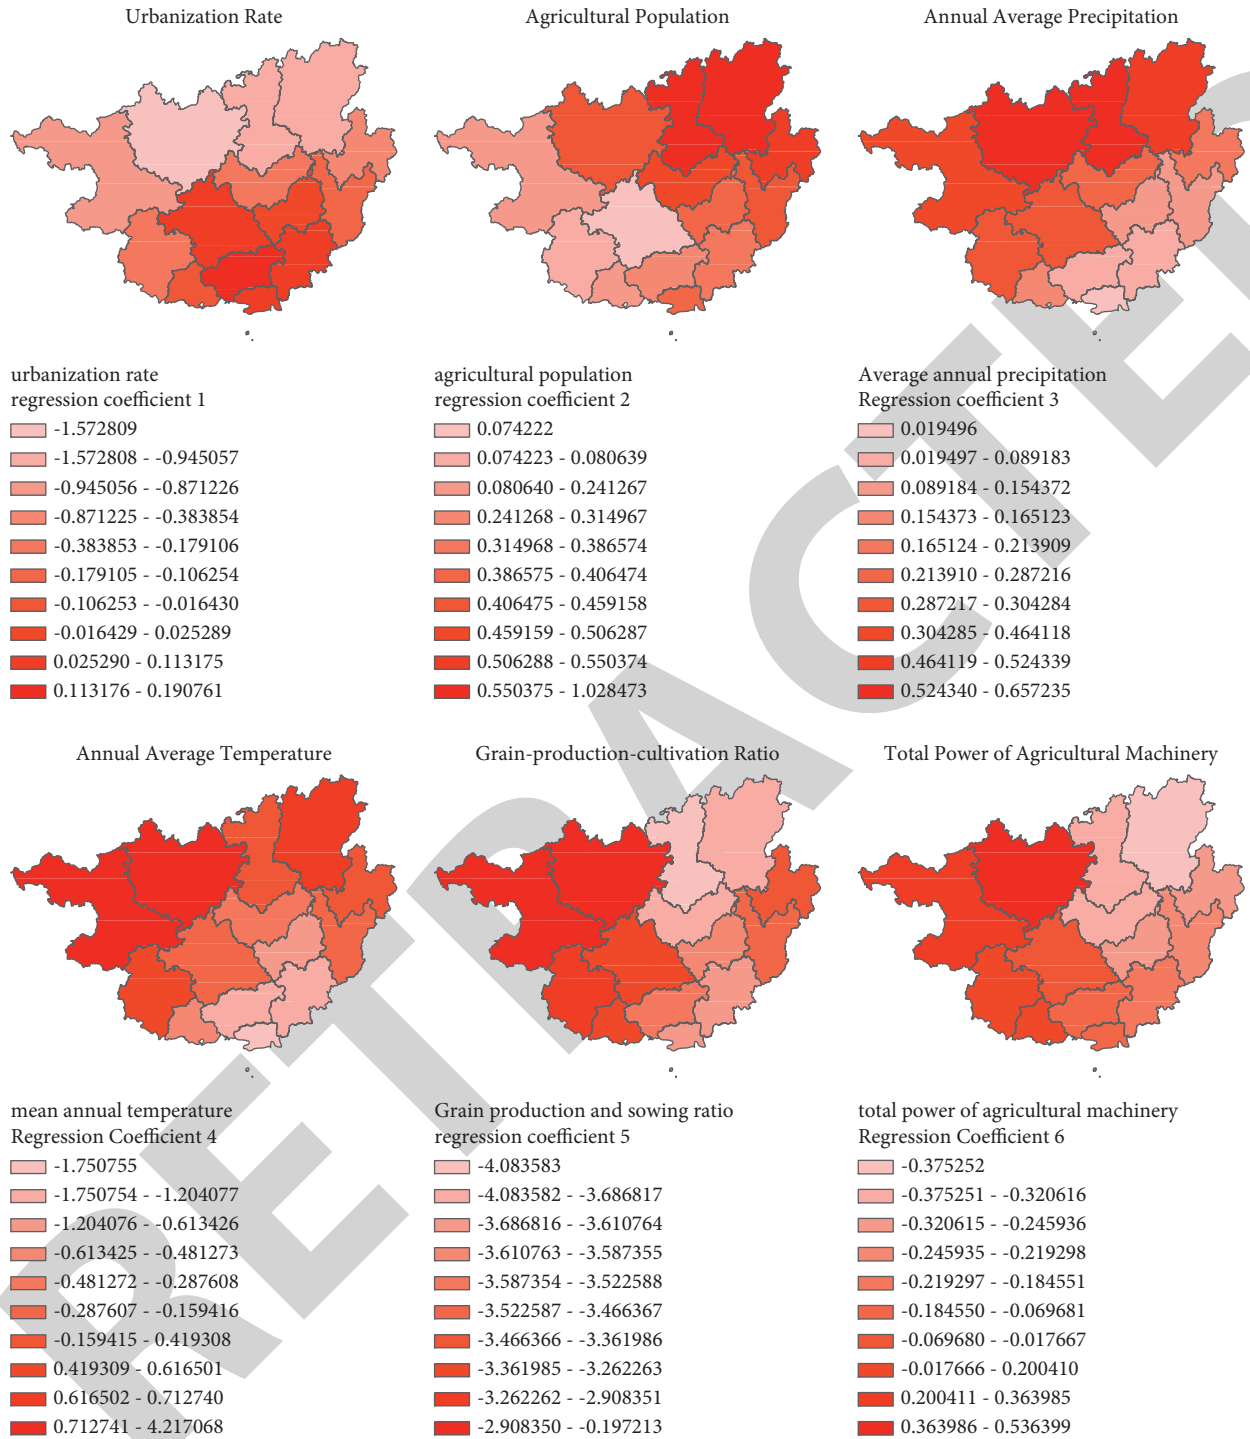 Urbanization Rate
Agricultural Population
Annual Average Precipitation
urbanization rate
regression coefficient 1
-1.572809
-1.572808 - -0.945057
-0.945056 - -0.871226
-0.871225 - -0.383854
-0.383853 - -0.179106
-0.179105 - -0.106254
-0.106253 - -0.016430
-0.016429 - 0.025289
0.025290 - 0.113175
0.113176 - 0.190761
agricultural population
regression coefficient 2
0.074222
0.074223 - 0.080639
0.080640 - 0.241267
0.241268 - 0.314967
0.314968 - 0.386574
0.386575 - 0.406474
0.406475 - 0.459158
0.459159 - 0.506287
0.506288 - 0.550374
0.550375 - 1.028473
Average annual precipitation
Regression coefficient 3
0.019496
0.019497 - 0.089183
0.089184 - 0.154372
0.154373 - 0.165123
0.165124 - 0.213909
0.213910 - 0.287216
0.287217 - 0.304284
0.304285 - 0.464118
0.464119 - 0.524339
0.524340 - 0.657235
Annual Average Temperature
Grain-production-cultivation Ratio
Total Power of Agricultural Machinery
mean annual temperature
Regression Coefficient 4
-1.750755
-1.750754 - -1.204077
-1.204076 - -0.613426
-0.613425 - -0.481273
-0.481272 - -0.287608
-0.287607 - -0.159416
-0.159415 - 0.419308
0.419309 - 0.616501
0.616502 - 0.712740
0.712741 - 4.217068
Grain production and sowing ratio
regression coefficient 5
-4.083583
-4.083582 - -3.686817
-3.686816 - -3.610764
-3.610763 - -3.587355
-3.587354 - -3.522588
-3.522587 - -3.466367
-3.466366 - -3.361986
-3.361985 - -3.262263
-3.262262 - -2.908351
-2.908350 - -0.197213
total power of agricultural machinery
Regression Coefficient 6
-0.375252
-0.375251 - -0.320616
-0.320615 - -0.245936
-0.245935 - -0.219298
-0.219297 - -0.184551
-0.184550 - -0.069681
-0.069680 - -0.017667
-0.017666 - 0.200410
0.200411 - 0.363985
0.363986 - 0.536399
RETRACTE